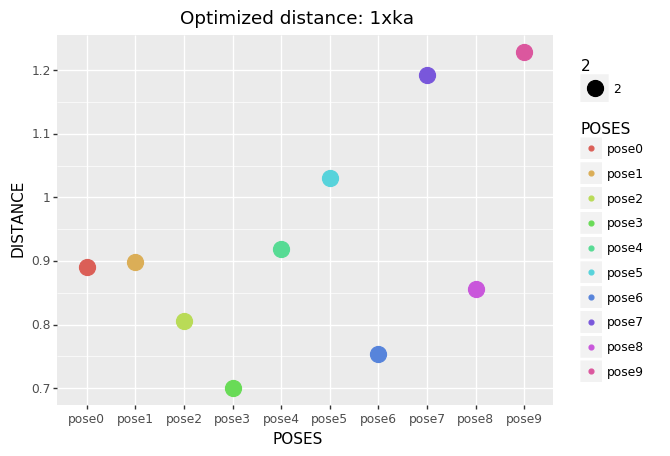 Optimized distance: 1xka
DISTANCE
1.2
1.1
1
0.9
0.8
0.7
pose0 pose1 pose2 pose3 pose4 pose5 pose6 pose7 pose8 pose9
POSES
2
2
POSES
pose0
pose1
pose2
pose3
pose4
pose5
pose6
pose7
pose8
pose9